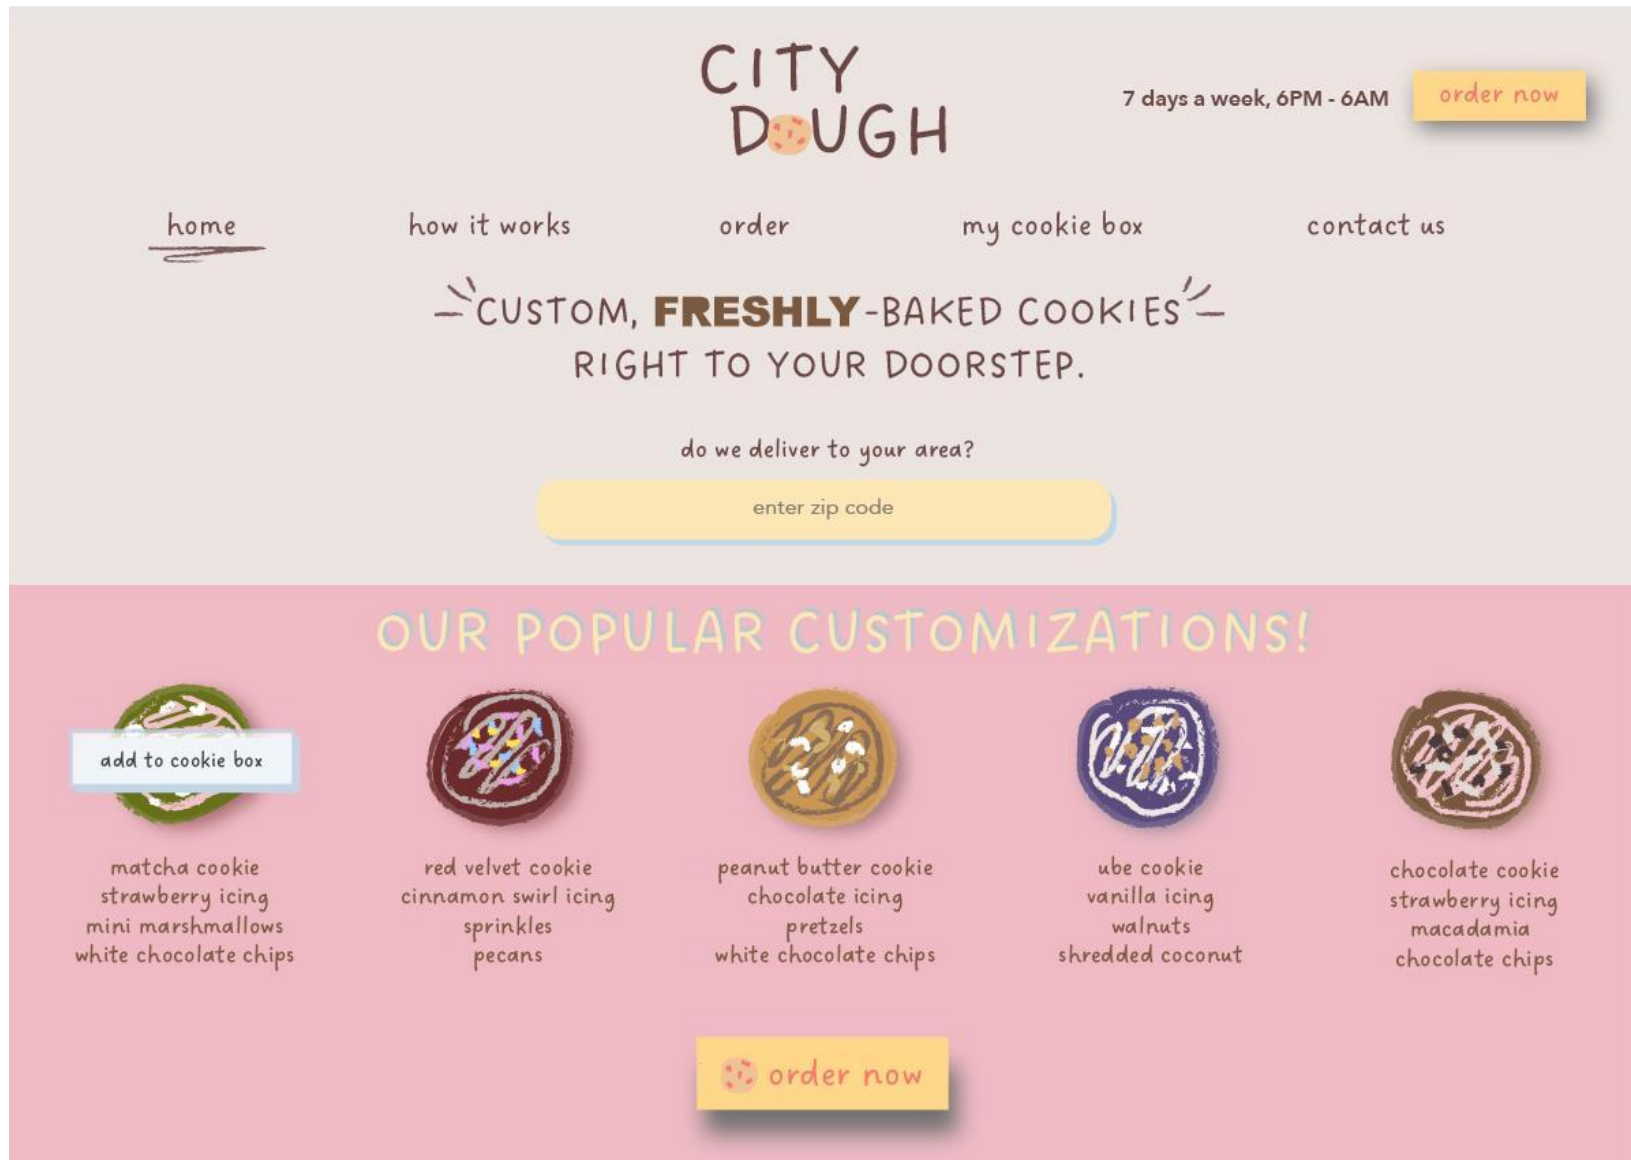 CITY
DOUGH
7 days a week, 6PM - 6AM
order now
home
how it works
order
my cookie box
contact us
CUSTOM, FRESHLY-BAKED COOKIES
RIGHT TO YOUR DOORSTEP.
do we deliver to your area?
enter zip code
OUR POPULAR CUSTOMIZATIONS!
add to cookie box
matcha cookie
strawberry icing
mini marshmallows
white chocolate chips
red velvet cookie
cinnamon swirl icing
sprinkles
pecans
peanut butter cookie
chocolate icing
pretzels
white chocolate chips
ube cookie
vanilla icing
walnuts
shredded coconut
chocolate cookie
strawberry icing
macadamia
chocolate chips
order now